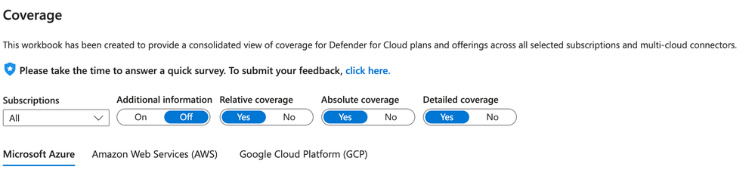 Coverage
This workbook has been created to provide a consolidated view of coverage for Defender for Cloud plans and offerings across all selected subscriptions and multi-cloud connectors.
Please take the time to answer a quick survey. To submit your feedback, click here.
Subscriptions Additional information Relative coverage Absolute coverage Detailed coverage
All On Off Yes No Yes No Yes No
Microsoft Azure Amazon Web Services (AWS) Google Cloud Platform (GCP)